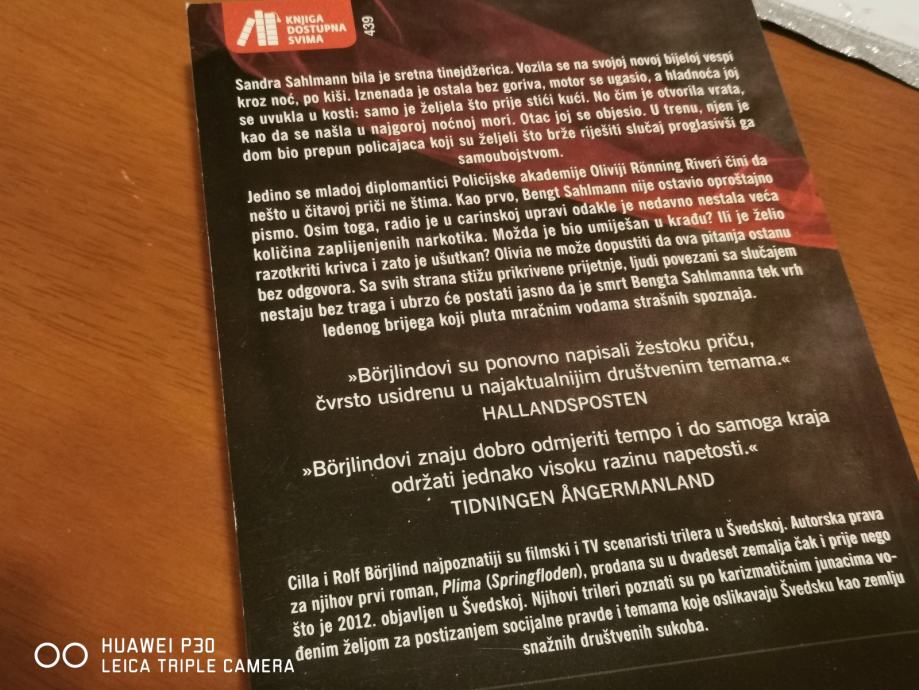 KNJIGA
DOSTUPNA
SVIMA
439
Sandra Sahlmann bila je sretna tinejdžerica. Vozila se na svojoj novoj bijeloj vespi
kroz noć, po kiši. Iznenada je ostala bez goriva, motor se ugasio, a hladnoća joj
se uvukla u kosti: samo je željela što prije stići kući. No čim je otvorila vrata,
kao da se našla u najgoroj noćnoj mori. Otac joj se objesio. U trenu, njen je
dom bio prepun policajaca koji su željeli što brže riješiti slučaj proglasivši ga
samoubojstvom.
Jedino se mladoj diplomantici Policijske akademije Oliviji Rönning Riveri čini da
nešto u čitavoj priči ne štima. Kao prvo, Bengt Sahlmann nije ostavio oproštajno
pismo. Osim toga, radio je u carinskoj upravi odakle je nedavno nestala veća
količina zaplijenjenih narkotika. Možda je bio umiješan u krađu? Ili je želio
razotkriti krivca i zato je ušutkan? Olivia ne može dopustiti da ova pitanja ostanu
bez odgovora. Sa svih strana stižu prikrivene prijetnje, ljudi povezani sa slučajem
nestaju bez traga i ubrzo će postati jasno da je smrt Bengta Sahlmanna tek vrh
ledenog brijega koji pluta mračnim vodama strašnih spoznaja.
»Börjlindovi su ponovno napisali žestoku priču,
čvrsto usidrenu u najaktualnijim društvenim temama.«
HALLANDSPOSTEN
»Börjlindovi znaju dobro odmjeriti tempo i do samoga kraja
održati jednako visoku razinu napetosti.«
TIDNINGEN ÅNGERMANLAND
Cilla i Rolf Börjlind najpoznatiji su filmski i TV scenaristi trilera u Švedskoj. Autorska prava
za njihov prvi roman, Plima (Springfloden), prodana su u dvadeset zemalja čak i prije nego
što je 2012. objavljen u Švedskoj. Njihovi trileri poznati su po karizmatičnim junacima vo-
đenim željom za postizanjem socijalne pravde i temama koje oslikavaju Švedsku kao zemlju
snažnih društvenih sukoba.
HUAWEI P30
LEICA TRIPLE CAMERA